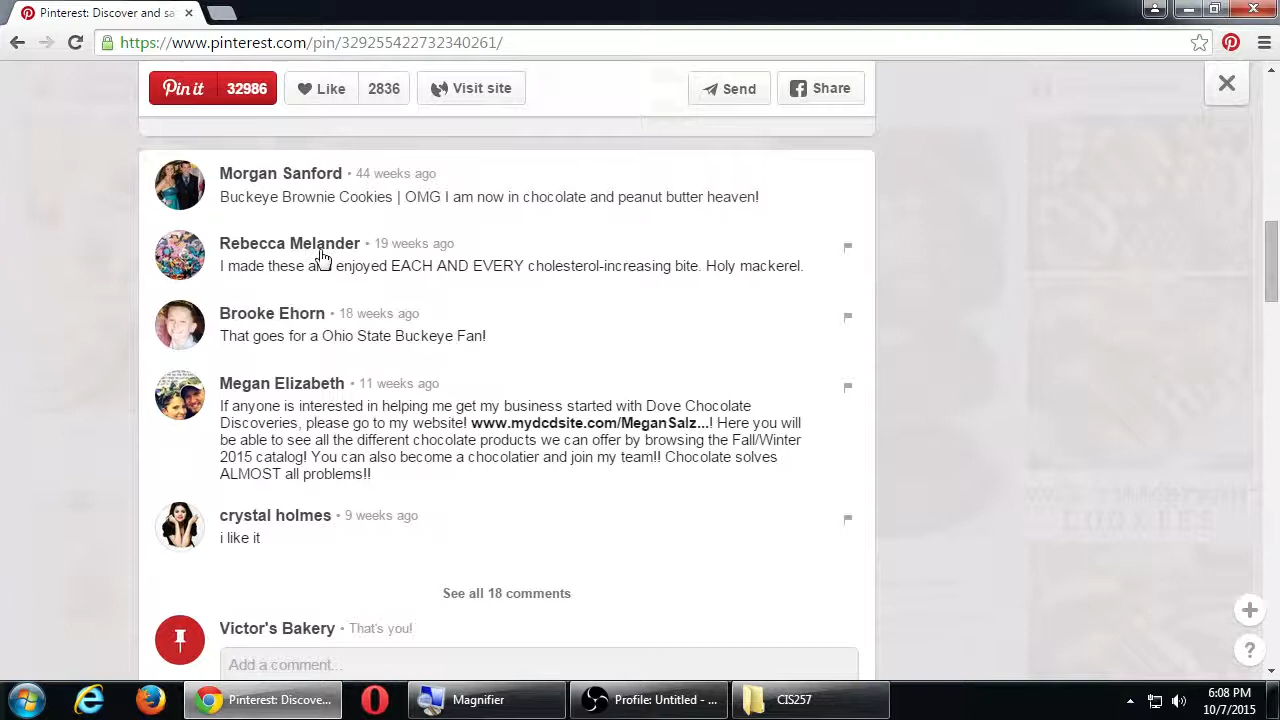 Pinterest: Discover and sa
https://www.pinterest.com/pin/329255422732340261/
Pin it 32986 Like 2836 Visit site Send Share
Morgan Sanford • 44 weeks ago
Buckeye Brownie Cookies | OMG I am now in chocolate and peanut butter heaven!
Rebecca Melander • 19 weeks ago
I made these and enjoyed EACH AND EVERY cholesterol-increasing bite. Holy mackerel.
Brooke Ehorn • 18 weeks ago
That goes for a Ohio State Buckeye Fan!
Megan Elizabeth • 11 weeks ago
If anyone is interested in helping me get my business started with Dove Chocolate
Discoveries, please go to my website! www.mydcdsite.com/MeganSalz...! Here you will
be able to see all the different chocolate products we can offer by browsing the Fall/Winter
2015 catalog! You can also become a chocolatier and join my team!! Chocolate solves
ALMOST all problems!!
crystal holmes • 9 weeks ago
i like it
See all 18 comments
Victor's Bakery • That's you!
Add a comment...
Pinterest: Discove... Magnifier Profile: Untitled - ... CIS257
6:08 PM
10/7/2015